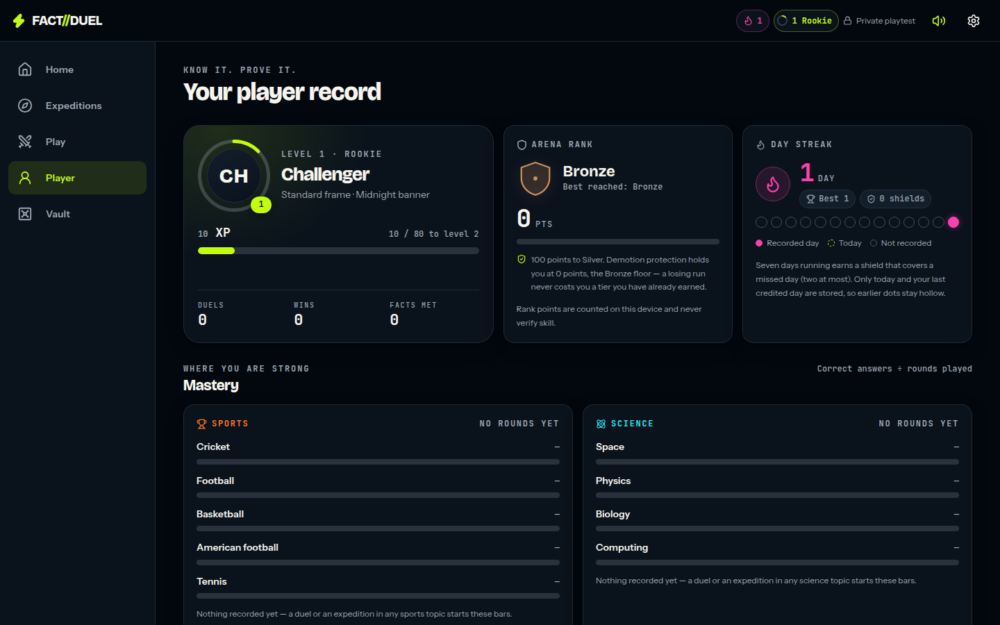 FACT//DUEL
1
1 Rookie
Private playtest
Home
Expeditions
Play
Player
Vault
KNOW IT. PROVE IT.
Your player record
CH
1
LEVEL 1 · ROOKIE
Challenger
Standard frame · Midnight banner
10 XP
10 / 80 to level 2
DUELS
0
WINS
0
FACTS MET
0
ARENA RANK
Bronze
Best reached: Bronze
0 PTS
100 points to Silver. Demotion protection holds
you at 0 points, the Bronze floor — a losing run
never costs you a tier you have already earned.
Rank points are counted on this device and never
verify skill.
DAY STREAK
1 DAY
Best 1
0 shields
Recorded day
Today
Not recorded
Seven days running earns a shield that covers a
missed day (two at most). Only today and your last
credited day are stored, so earlier dots stay hollow.
WHERE YOU ARE STRONG
Mastery
Correct answers ÷ rounds played
SPORTS
NO ROUNDS YET
Cricket –
Football –
Basketball –
American football –
Tennis –
Nothing recorded yet — a duel or an expedition in any sports topic starts these bars.
SCIENCE
NO ROUNDS YET
Space –
Physics –
Biology –
Computing –
Nothing recorded yet — a duel or an expedition in any science topic starts these bars.